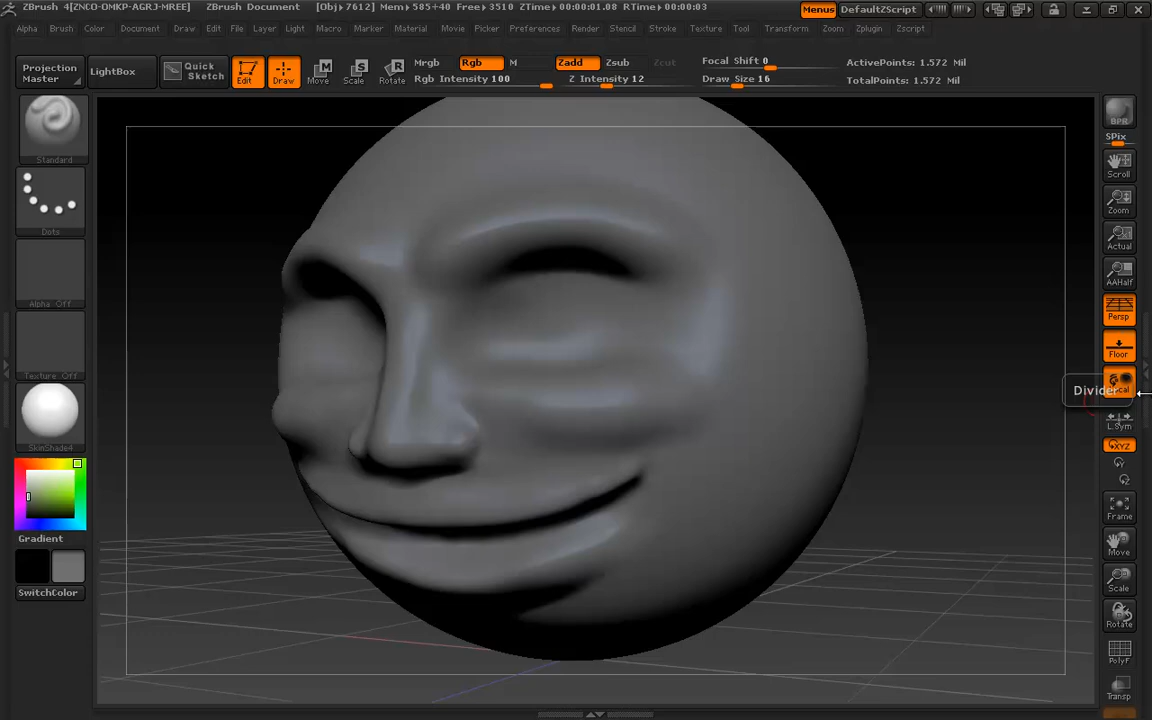 ZBrush 4[ZNCO-OMKP-AGRJ-MREE] ZBrush Document [Obj]7612] Mem▸585+40 Free▸3510 ZTime▸00:00:01.08 RTime▸00:00:03 Menus DefaultZScript
Alpha Brush Color Document Draw Edit File Layer Light Macro Marker Material Movie Picker Preferences Render Stencil Stroke Texture Tool Transform Zoom Zplugin Zscript
Projection Master
LightBox
Quick Sketch
Edit
Draw
Move
Scale
Rotate
Mrgb Rgb M
Rgb Intensity 100
Zadd Zsub Zcut
Z Intensity 12
Focal Shift 0
Draw Size 16
ActivePoints: 1.572 Mil
TotalPoints: 1.572 Mil
Standard
Dots
Alpha Off
Texture Off
SkinShade4
Gradient
SwitchColor
BPR
SPix
Scroll
Zoom
Actual
AAHalf
Persp
Floor
Divider
L.Sym
XYZ
Frame
Move
Scale
Rotate
PolyF
Transp